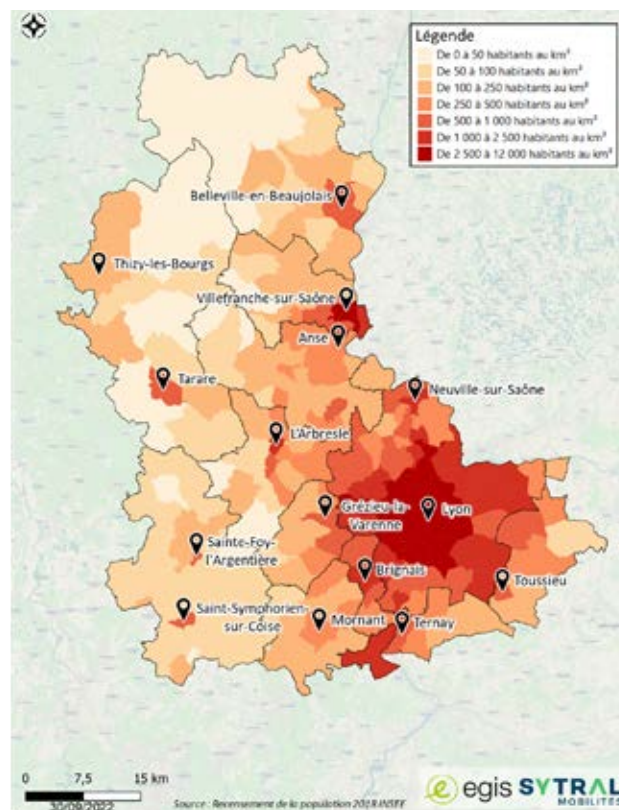 Légende
De 0 à 50 habitants au km²
De 50 à 100 habitants au km²
De 100 à 250 habitants au km²
De 250 à 500 habitants au km²
De 500 à 1 000 habitants au km²
De 1 000 à 2 500 habitants au km²
De 2 500 à 12 000 habitants au km²
Belleville-en-Beaujolais
Thizy-les-Bourgs
Villefranche-sur-Saône
Anse
Tarare
Neuville-sur-Saône
L'Arbresle
Grézieu-la-
Varenne
Lyon
Sainte-Foy-
l'Argentière
Brignais
Toussieu
Saint-Symphorien-
sur-Coise
Mornant
Ternay
0 7,5 15 km
30/09/2022
Source : Recensement de la population 2018 INSEE
egis SYTRAL
MOBILITÉS